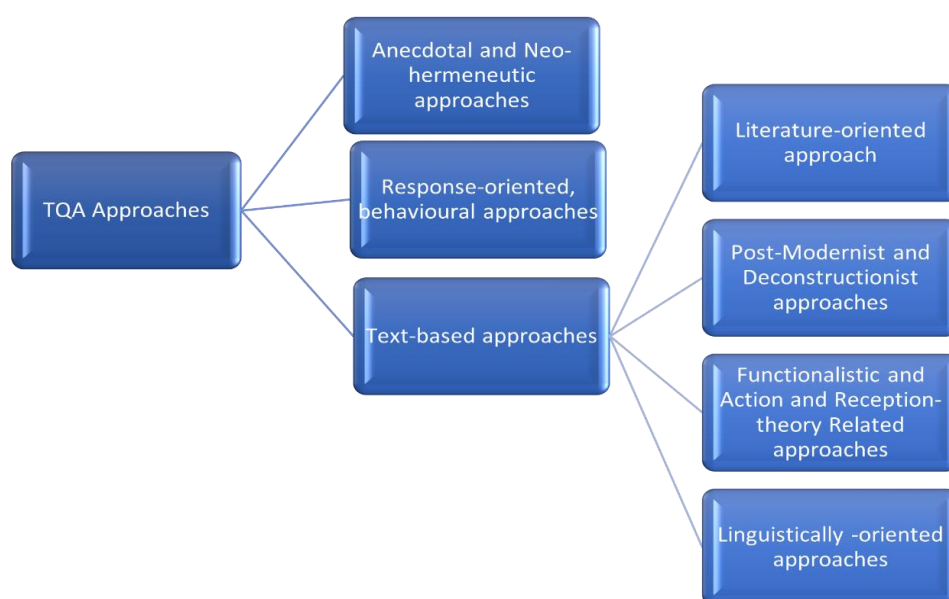 TQA Approaches
Anecdotal and Neo-
hermeneutic
approaches
Response-oriented,
behavioural approaches
Text-based approaches
Literature-oriented
approach
Post-Modernist and
Deconstructionist
approaches
Functionalistic and
Action and Reception-
theory Related
approaches
Linguistically -oriented
approaches